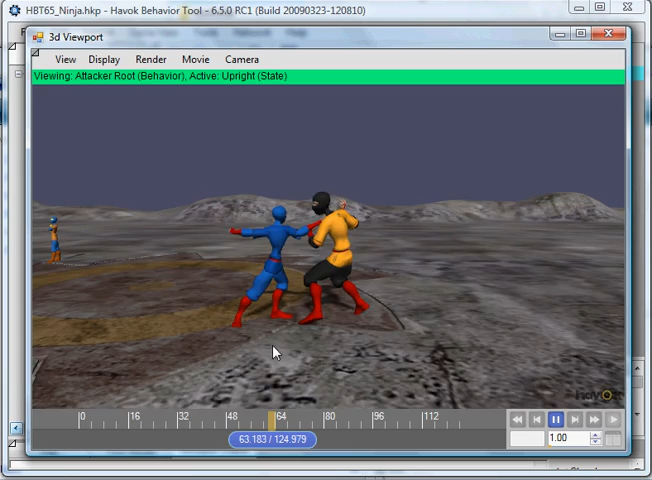 HBT65_Ninja.hkp - Havok Behavior Tool - 6.5.0 RC1 (Build 20090323-120810)
3d Viewport
View Display Render Movie Camera
Viewing: Attacker Root (Behavior), Active: Upright (State)
havok
0 16 32 48 64 80 96 112
63.183 / 124.979
1.00